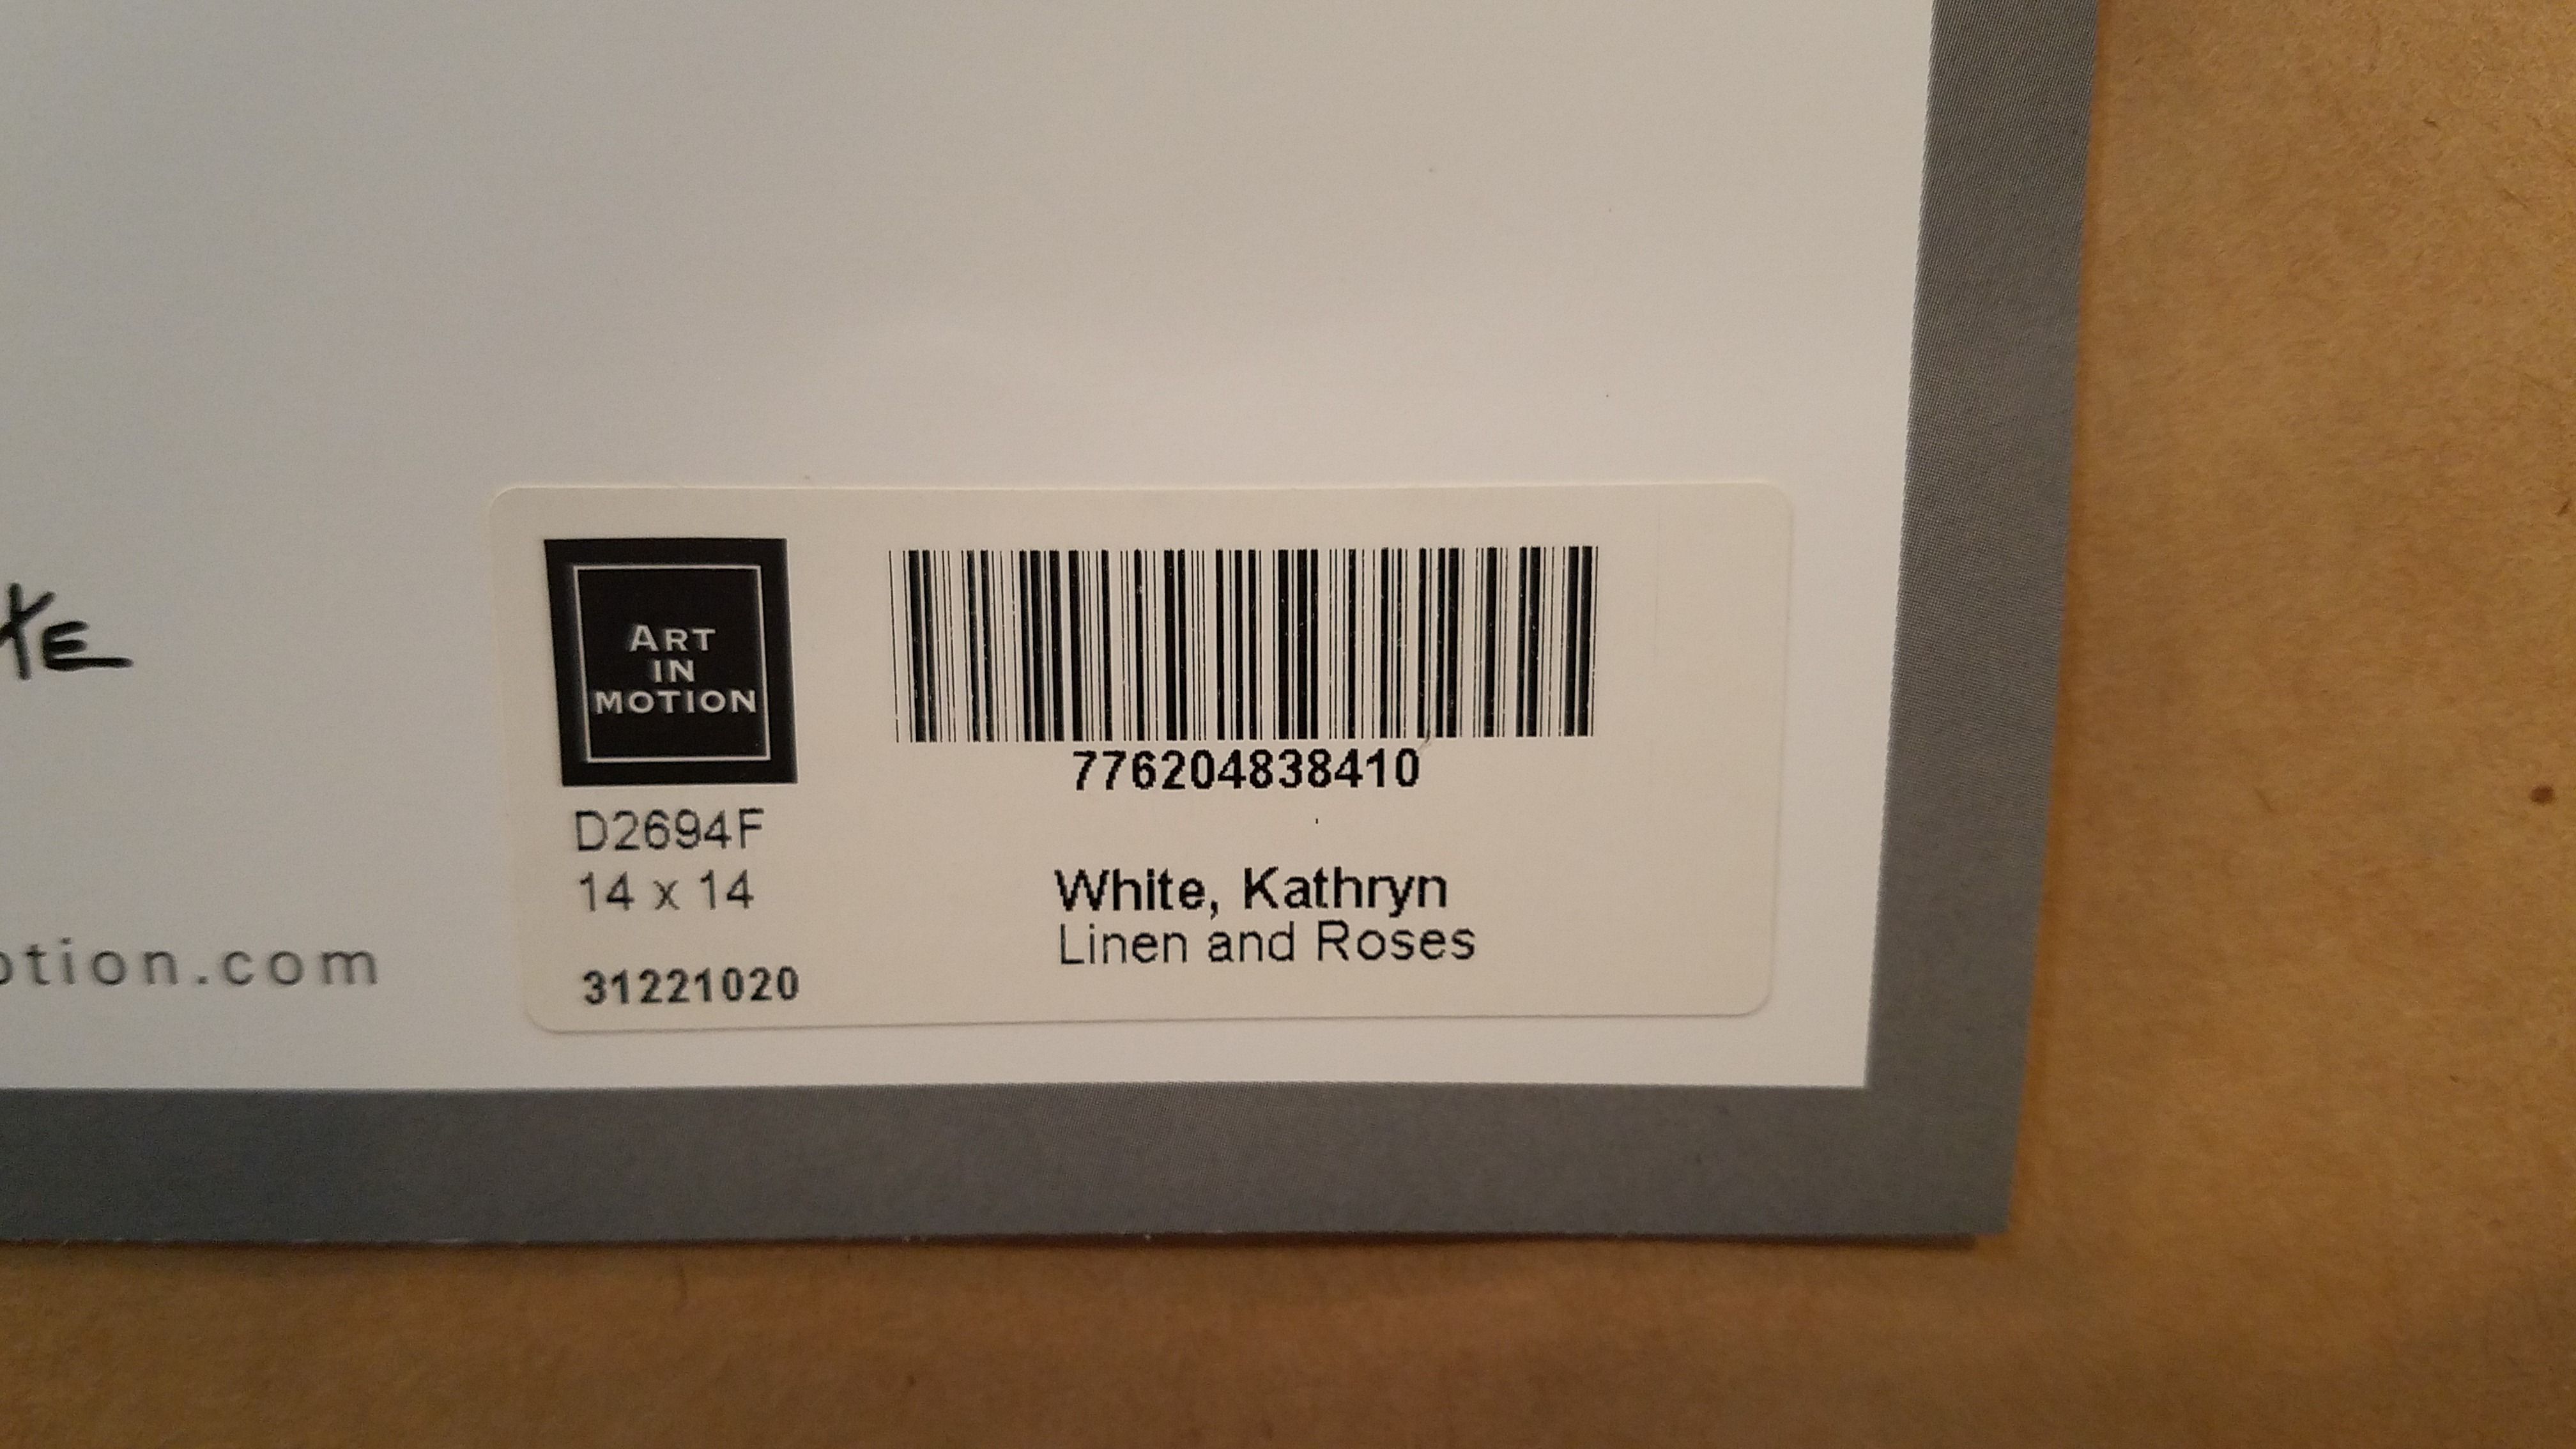 ART
IN
MOTION
776204838410
D2694F
14 x 14
White, Kathryn
Linen and Roses
31221020
otion.com